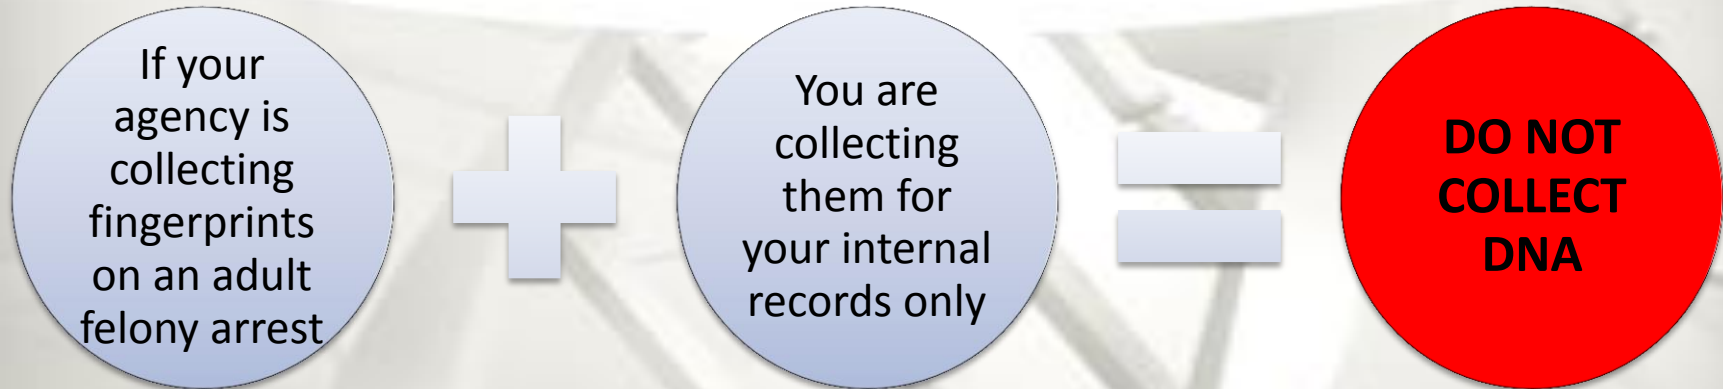 If your
agency is
collecting
fingerprints
on an adult
felony arrest
You are
collecting
them for
your internal
records only
DO NOT
COLLECT
DNA